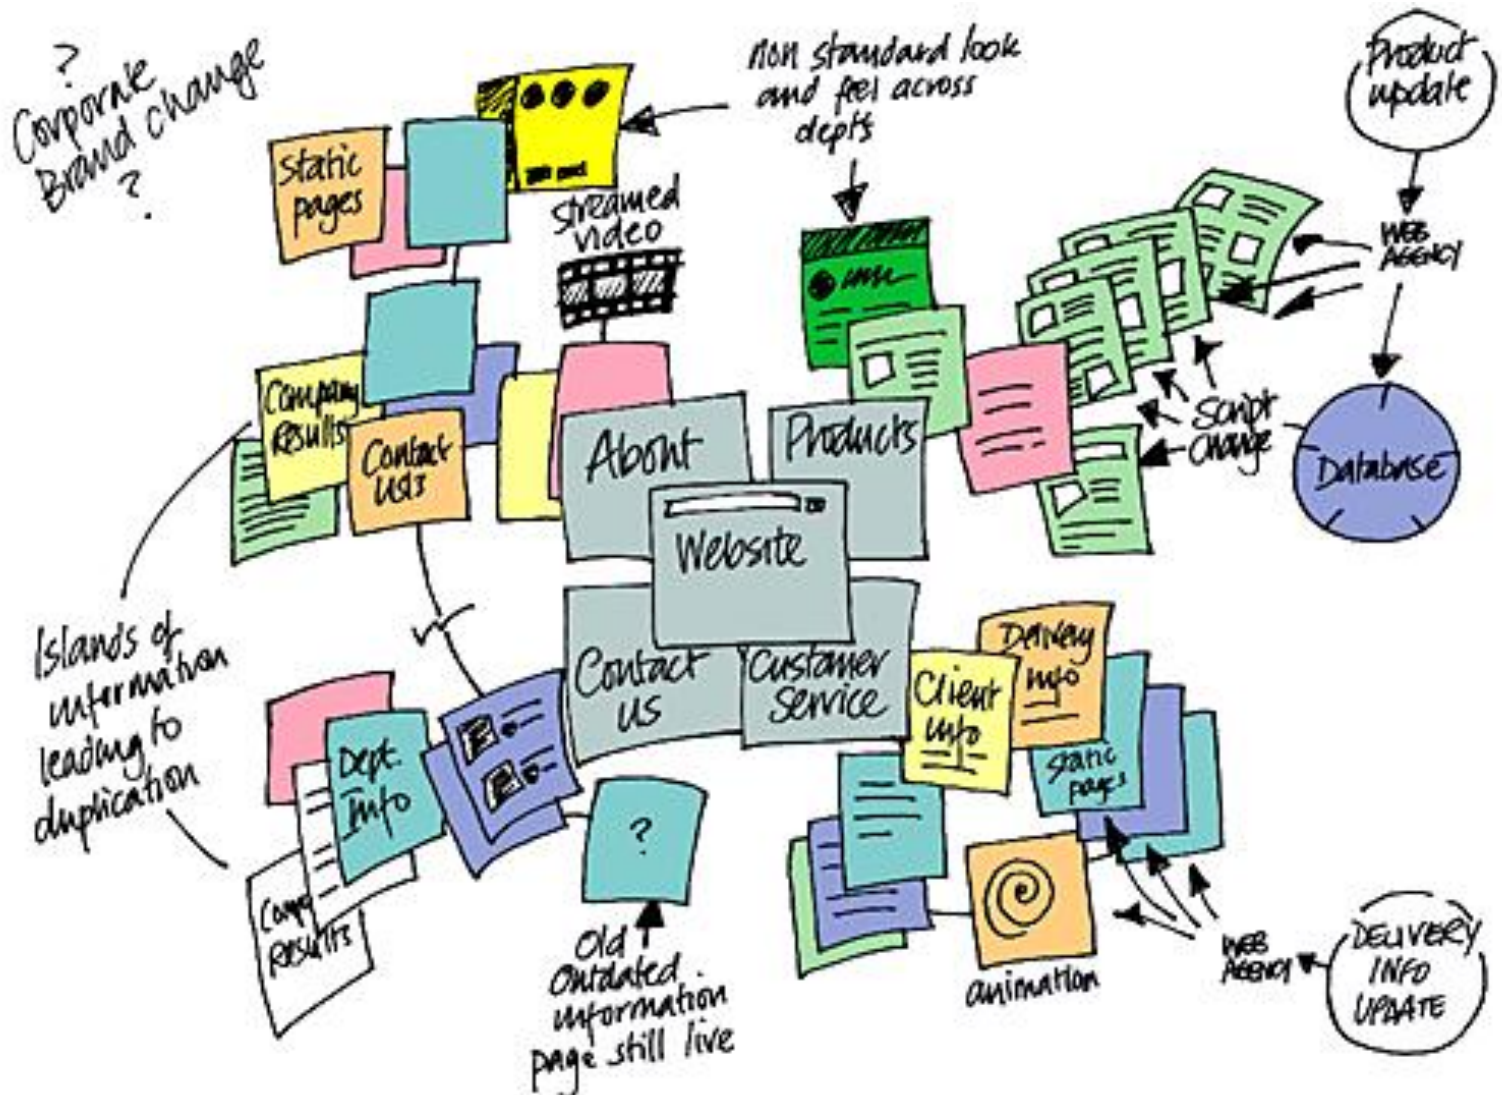 ?
Corporate
Brand change
?
Static
pages
streamed
video
non standard look
and feel across
depts
Product
update
WEB
AGENCY
Company
Results
Contact
About
Products
Script
change
Database
Website
Islands of
information
leading to
duplication
Contact
us
Customer
Service
Client
info
Delivery
info
static
pages
Dept.
Info
?
Results
Old
Outdated
information
page still live
animation
WEB
AGENCY
DELIVERY
INFO
UPDATE